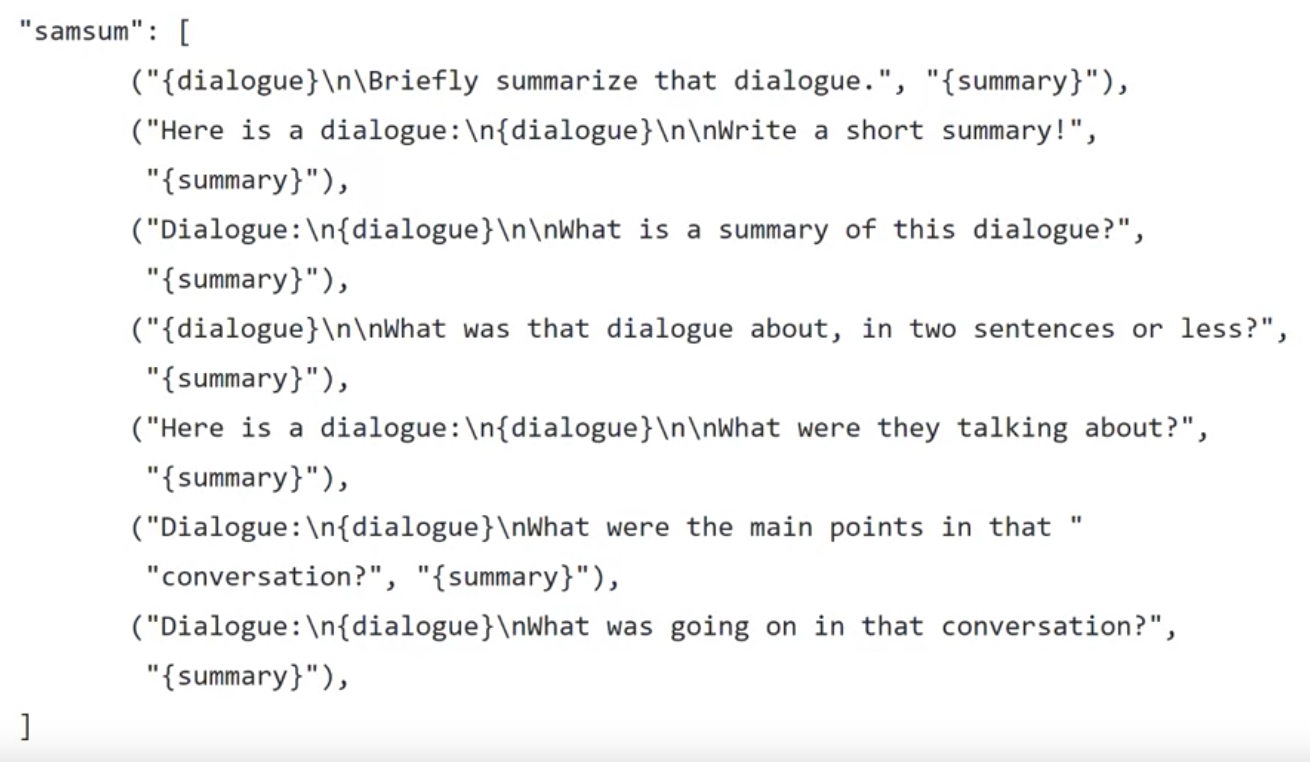 "samsum": [
("{dialogue}\n\Briefly summarize that dialogue.", "{summary}"),
("Here is a dialogue:\n{dialogue}\n\nWrite a short summary!",
"{summary}"),
("Dialogue:\n{dialogue}\n\nWhat is a summary of this dialogue?",
"{summary}"),
("{dialogue}\n\nWhat was that dialogue about, in two sentences or less?",
"{summary}"),
("Here is a dialogue:\n{dialogue}\n\nWhat were they talking about?",
"{summary}"),
("Dialogue:\n{dialogue}\nWhat were the main points in that "
"conversation?", "{summary}"),
("Dialogue:\n{dialogue}\nWhat was going on in that conversation?",
"{summary}"),
]